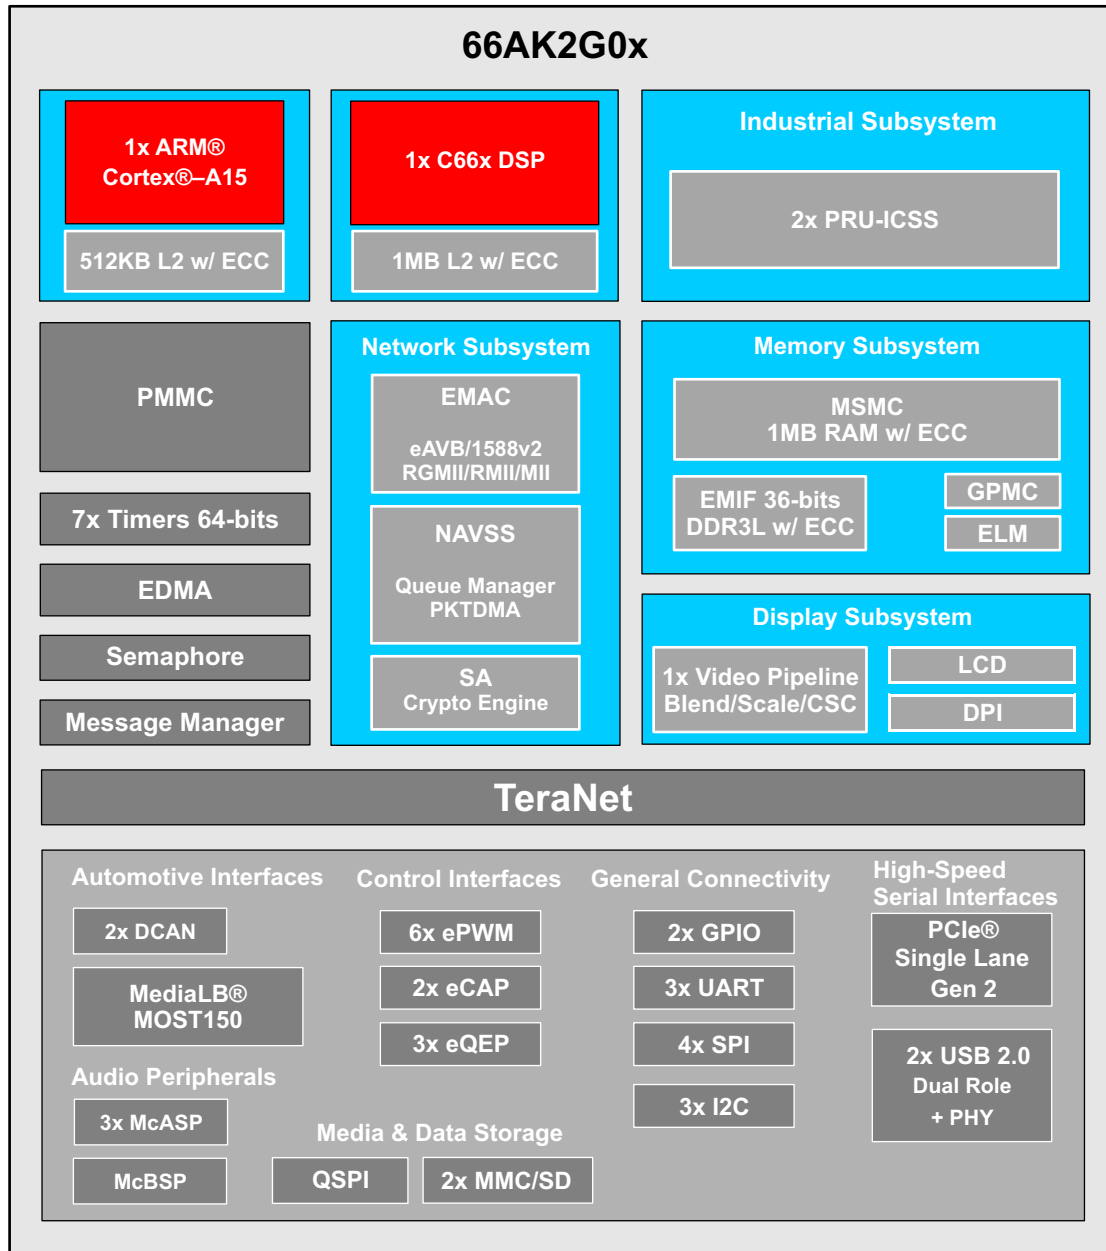 66AK2G0x
1x ARM®
Cortex®–A15
512KB L2 w/ ECC
1x C66x DSP
1MB L2 w/ ECC
Industrial Subsystem
2x PRU-ICSS
PMMC
7x Timers 64-bits
EDMA
Semaphore
Message Manager
Network Subsystem
EMAC
eAVB/1588v2
RGMII/RMII/MII
NAVSS
Queue Manager
PKTDMA
SA
Crypto Engine
Memory Subsystem
MSMC
1MB RAM w/ ECC
EMIF 36-bits
DDR3L w/ ECC
GPMC
ELM
Display Subsystem
1x Video Pipeline
Blend/Scale/CSC
LCD
DPI
TeraNet
Automotive Interfaces
2x DCAN
MediaLB®
MOST150
Audio Peripherals
3x McASP
McBSP
Control Interfaces
6x ePWM
2x eCAP
3x eQEP
Media & Data Storage
QSPI
2x MMC/SD
General Connectivity
2x GPIO
3x UART
4x SPI
3x I2C
High-Speed
Serial Interfaces
PCIe®
Single Lane
Gen 2
2x USB 2.0
Dual Role
+ PHY